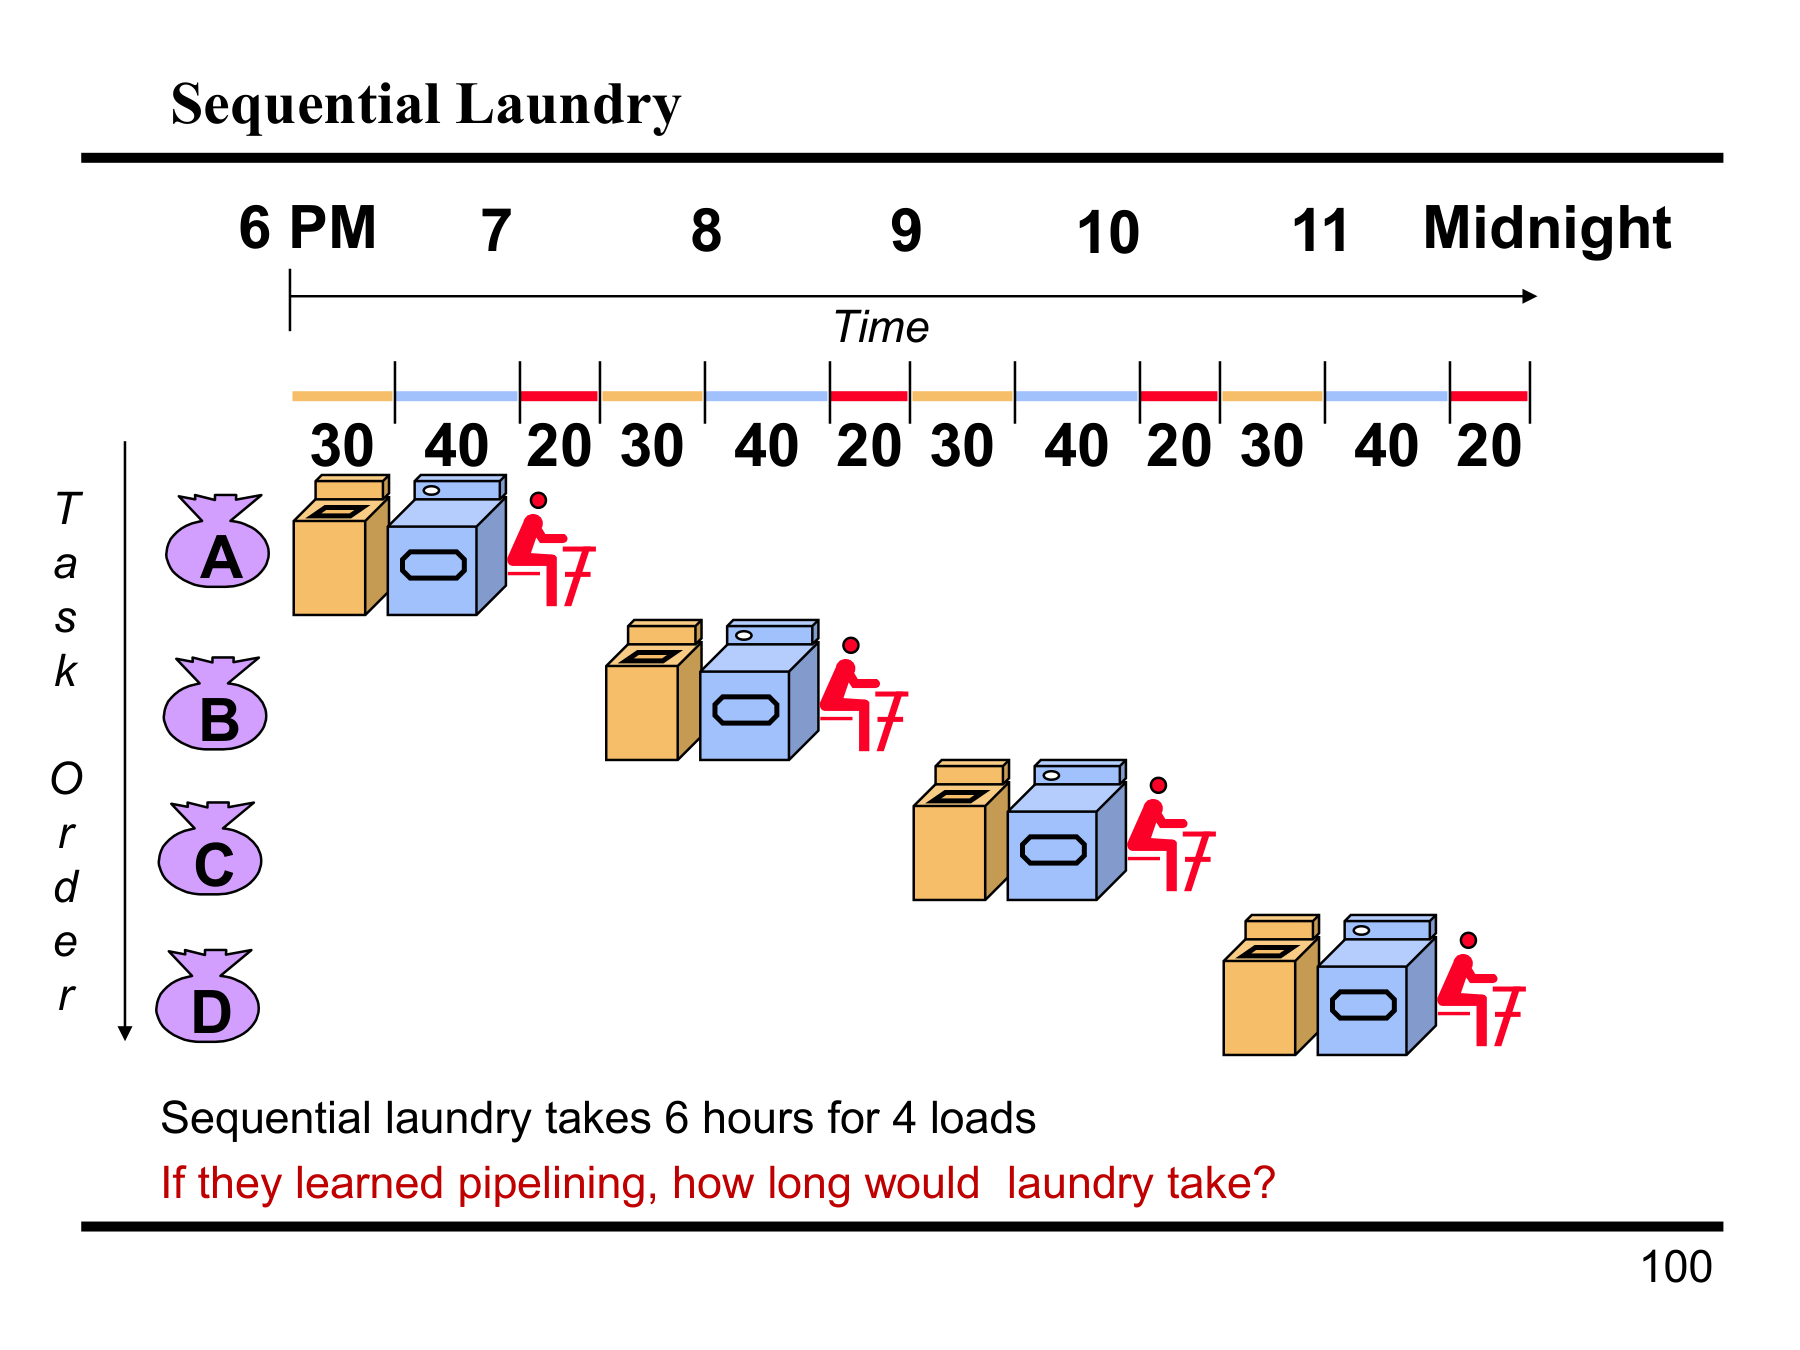 Sequential Laundry
6 PM 7 8 9 10 11 Midnight
Time
30 40 20 30 40 20 30 40 20 30 40 20
Task Order
A
B
C
D
Sequential laundry takes 6 hours for 4 loads
If they learned pipelining, how long would  laundry take?
100